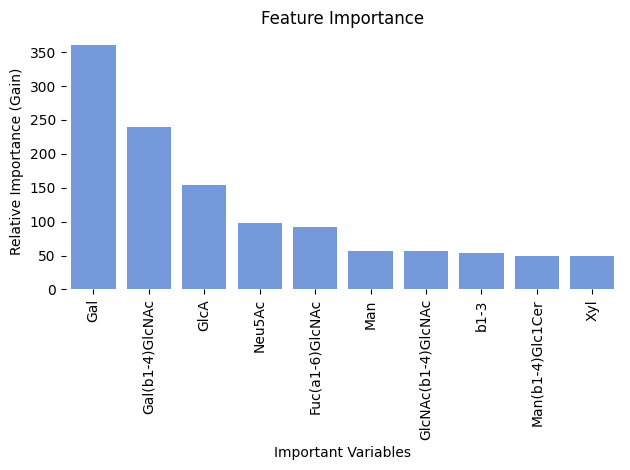 Feature Importance
Relative Importance (Gain)
350
300
250
200
150
100
50
0
Gal
Gal(b1-4)GlcNAc
GlcA
Neu5Ac
Fuc(a1-6)GlcNAc
Man
GlcNAc(b1-4)GlcNAc
b1-3
Man(b1-4)Glc1Cer
Xyl
Important Variables